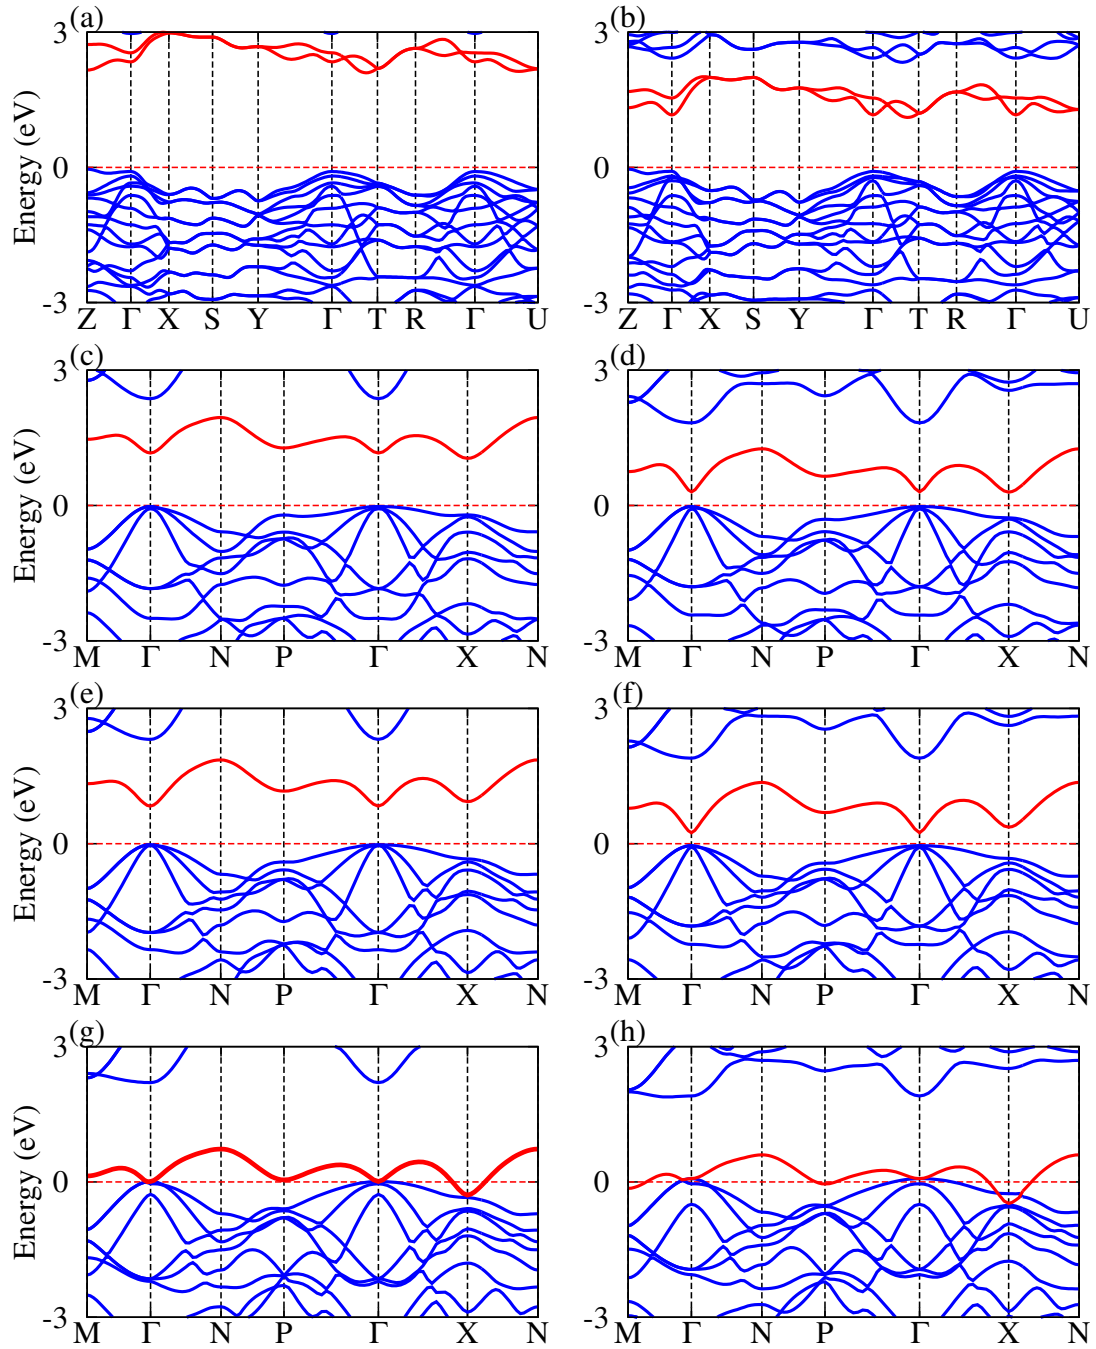 (a) (b)
3 3
Energy (eV)
0 0
-3 -3
Z Γ X S Y Γ T R Γ U Z Γ X S Y Γ T R Γ U
(c) (d)
3 3
Energy (eV)
0 0
-3 -3
M Γ N P Γ X N M Γ N P Γ X N
(e) (f)
3 3
Energy (eV)
0 0
-3 -3
M Γ N P Γ X N M Γ N P Γ X N
(g) (h)
3 3
Energy (eV)
0 0
-3 -3
M Γ N P Γ X N M Γ N P Γ X N